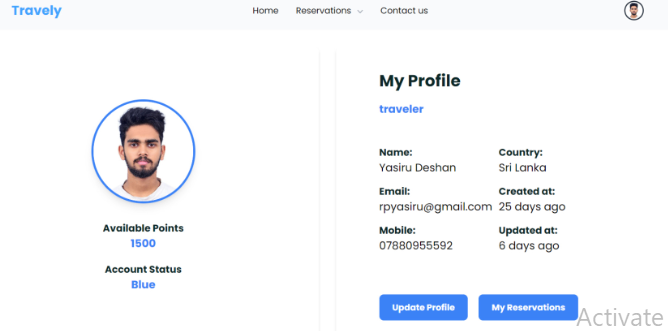 Travely
Home Reservations Contact us
My Profile
traveler
Name: Country:
Yasiru Deshan Sri Lanka
Email: Created at:
rpyasiru@gmail.com 25 days ago
Mobile: Updated at:
07880955592 6 days ago
Available Points
1500
Account Status
Blue
Update Profile My Reservations
Activate